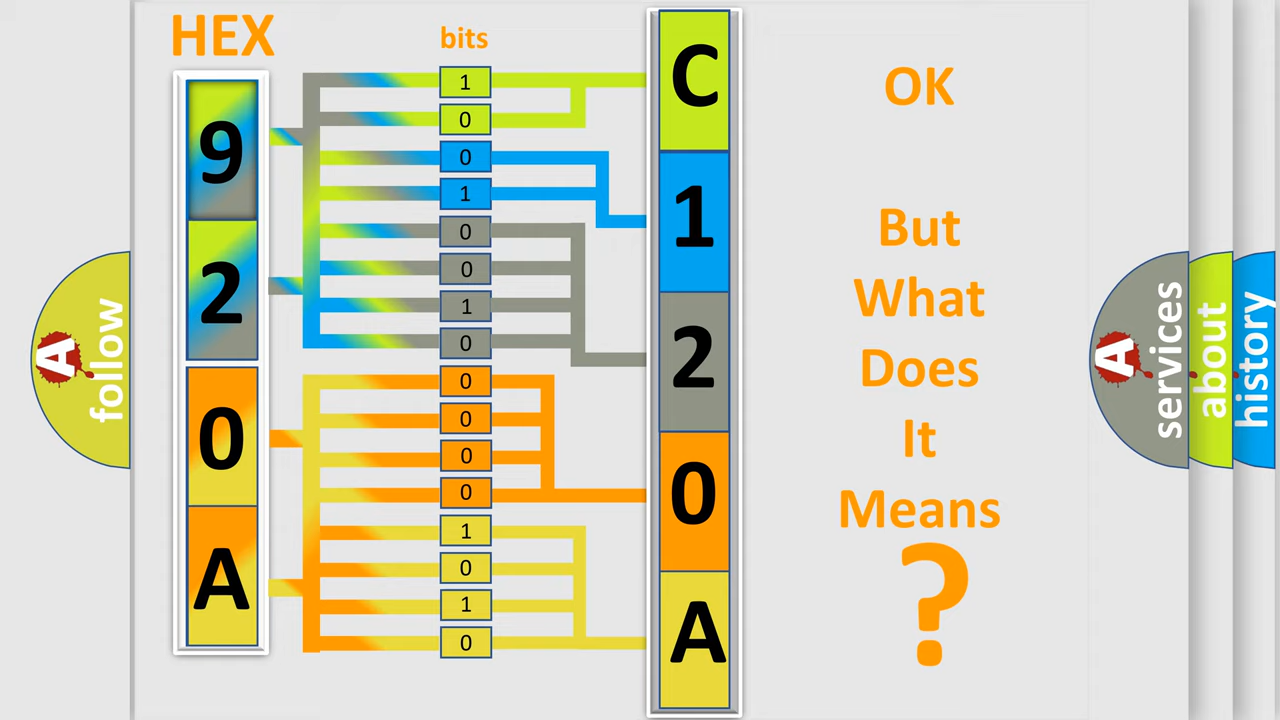 HEX
bits
9
2
0
A
1
0
0
1
0
0
1
0
0
0
0
0
1
0
1
0
C
1
2
0
A
OK
But
What
Does
It
Means
?
A
follow
A
services
about
history